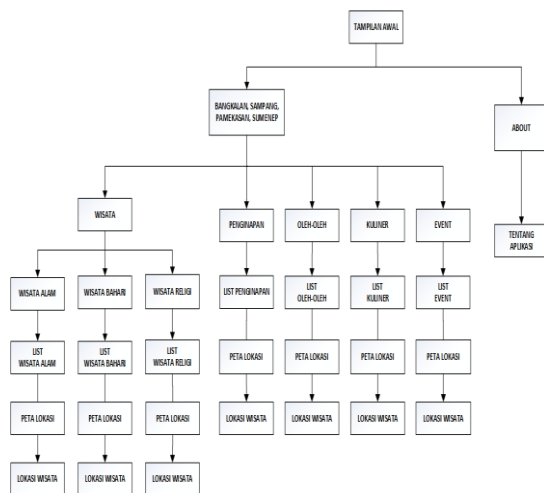 TAMPILAN AWAL
BANGKALAN, SAMPANG,
PAMEKASAN, SUMENEP
ABOUT
WISATA
PENGINAPAN
OLEH-OLEH
KULINER
EVENT
TENTANG
APLIKASI
WISATA ALAM
WISATA BAHARI
WISATA RELIGI
LIST PENGINAPAN
LIST
OLEH-OLEH
LIST
KULINER
LIST
EVENT
LIST
WISATA ALAM
LIST
WISATA BAHARI
LIST
WISATA RELIGI
PETA LOKASI
PETA LOKASI
PETA LOKASI
PETA LOKASI
PETA LOKASI
PETA LOKASI
PETA LOKASI
LOKASI WISATA
LOKASI WISATA
LOKASI WISATA
LOKASI WISATA
LOKASI WISATA
LOKASI WISATA
LOKASI WISATA